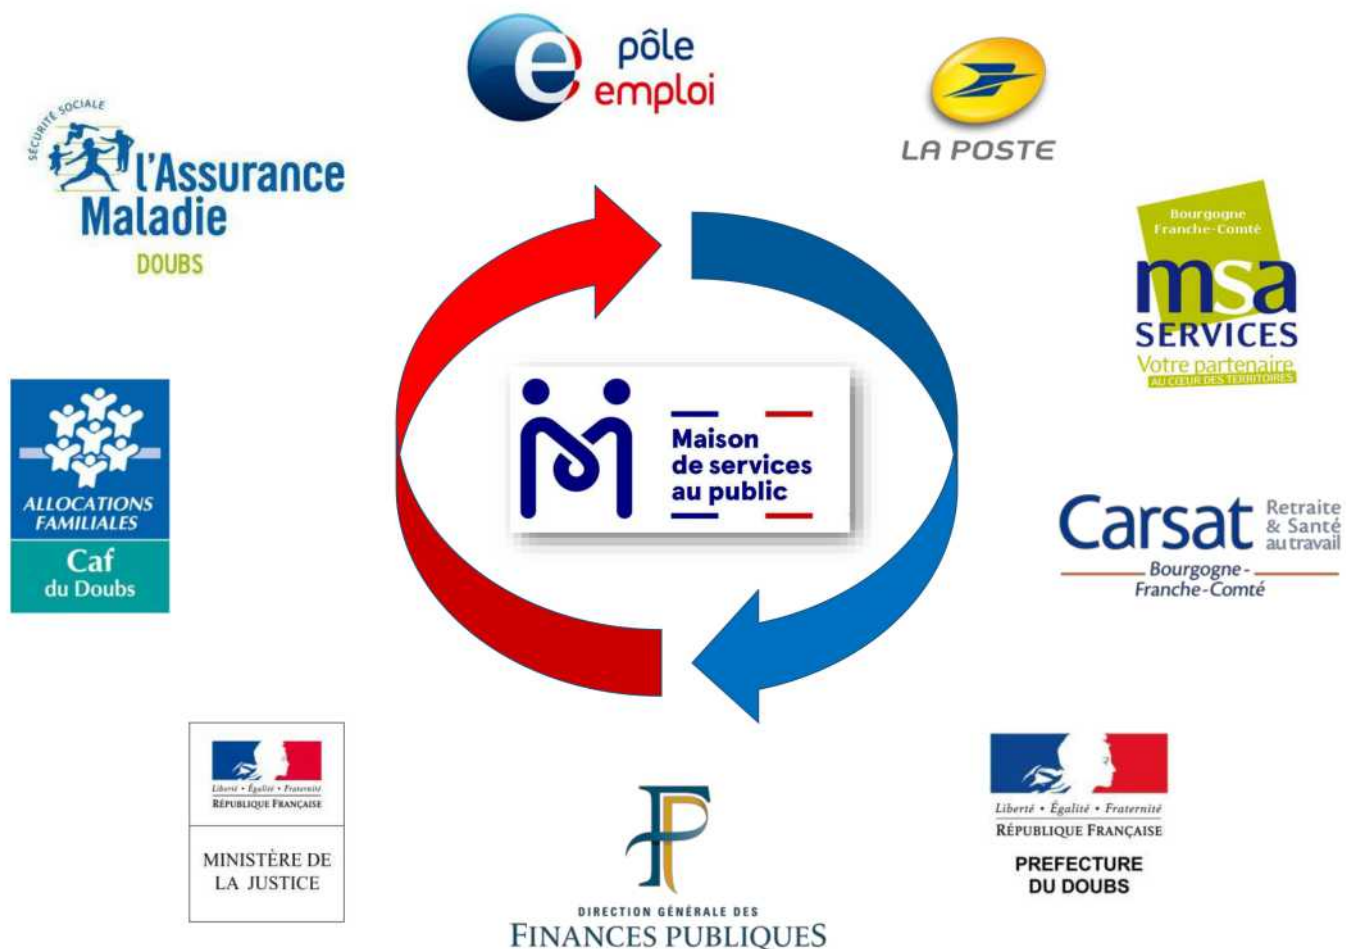 pôle
emploi
LA POSTE
SÉCURITÉ SOCIALE
l'Assurance
Maladie
DOUBS
Bourgogne
Franche-Comté
msa
SERVICES
Votre partenaire
AU CŒUR DES TERRITOIRES
Maison
de services
au public
ALLOCATIONS
FAMILIALES
Caf
du Doubs
Carsat
Retraite
& Santé
au travail
Bourgogne-
Franche-Comté
Liberté • Égalité • Fraternité
RÉPUBLIQUE FRANÇAISE
MINISTÈRE DE
LA JUSTICE
DIRECTION GÉNÉRALE DES
FINANCES PUBLIQUES
Liberté • Égalité • Fraternité
RÉPUBLIQUE FRANÇAISE
PREFECTURE
DU DOUBS